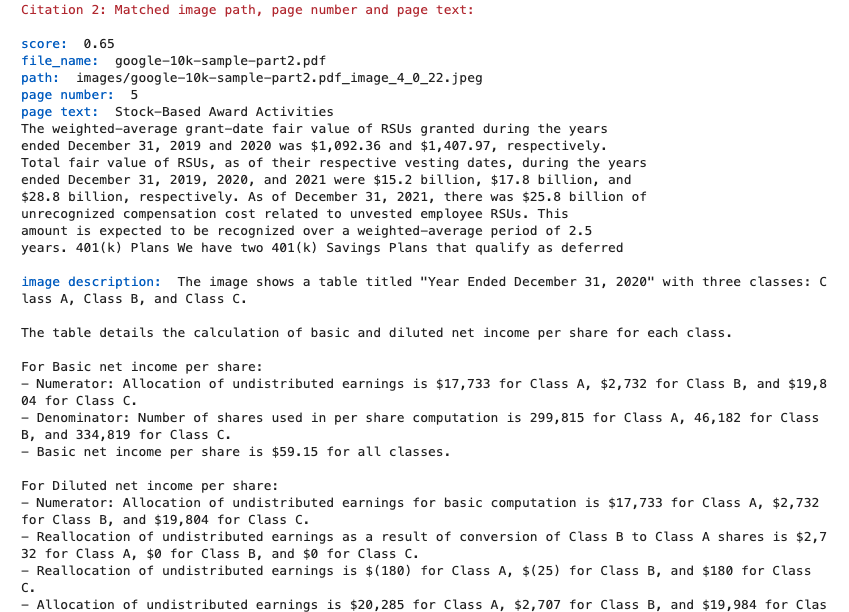 Citation 2: Matched image path, page number and page text:
score:  0.65
file_name:  google-10k-sample-part2.pdf
path:  images/google-10k-sample-part2.pdf_image_4_0_22.jpeg
page number:  5
page text:  Stock-Based Award Activities
The weighted-average grant-date fair value of RSUs granted during the years
ended December 31, 2019 and 2020 was $1,092.36 and $1,407.97, respectively.
Total fair value of RSUs, as of their respective vesting dates, during the years
ended December 31, 2019, 2020, and 2021 were $15.2 billion, $17.8 billion, and
$28.8 billion, respectively. As of December 31, 2021, there was $25.8 billion of
unrecognized compensation cost related to unvested employee RSUs. This
amount is expected to be recognized over a weighted-average period of 2.5
years. 401(k) Plans We have two 401(k) Savings Plans that qualify as deferred
image description:  The image shows a table titled "Year Ended December 31, 2020" with three classes: C
lass A, Class B, and Class C.
The table details the calculation of basic and diluted net income per share for each class.
For Basic net income per share:
- Numerator: Allocation of undistributed earnings is $17,733 for Class A, $2,732 for Class B, and $19,8
04 for Class C.
- Denominator: Number of shares used in per share computation is 299,815 for Class A, 46,182 for Class
B, and 334,819 for Class C.
- Basic net income per share is $59.15 for all classes.
For Diluted net income per share:
- Numerator: Allocation of undistributed earnings for basic computation is $17,733 for Class A, $2,732
for Class B, and $19,804 for Class C.
- Reallocation of undistributed earnings as a result of conversion of Class B to Class A shares is $2,7
32 for Class A, $0 for Class B, and $0 for Class C.
- Reallocation of undistributed earnings is $(180) for Class A, $(25) for Class B, and $180 for Class
C.
- Allocation of undistributed earnings is $20,285 for Class A, $2,707 for Class B, and $19,984 for Clas